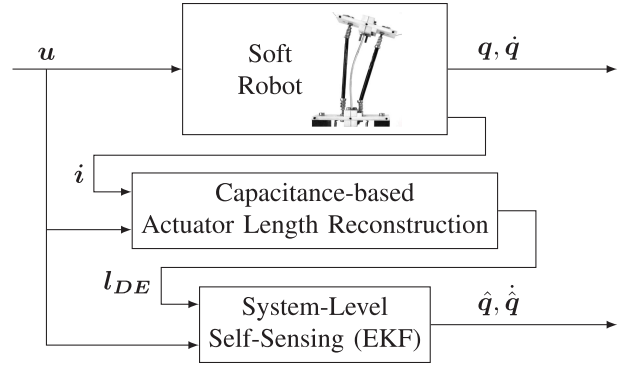 u
Soft
Robot
q, q̇
i
Capacitance-based
Actuator Length Reconstruction
l_DE
System-Level
Self-Sensing (EKF)
q̂, q̂̇